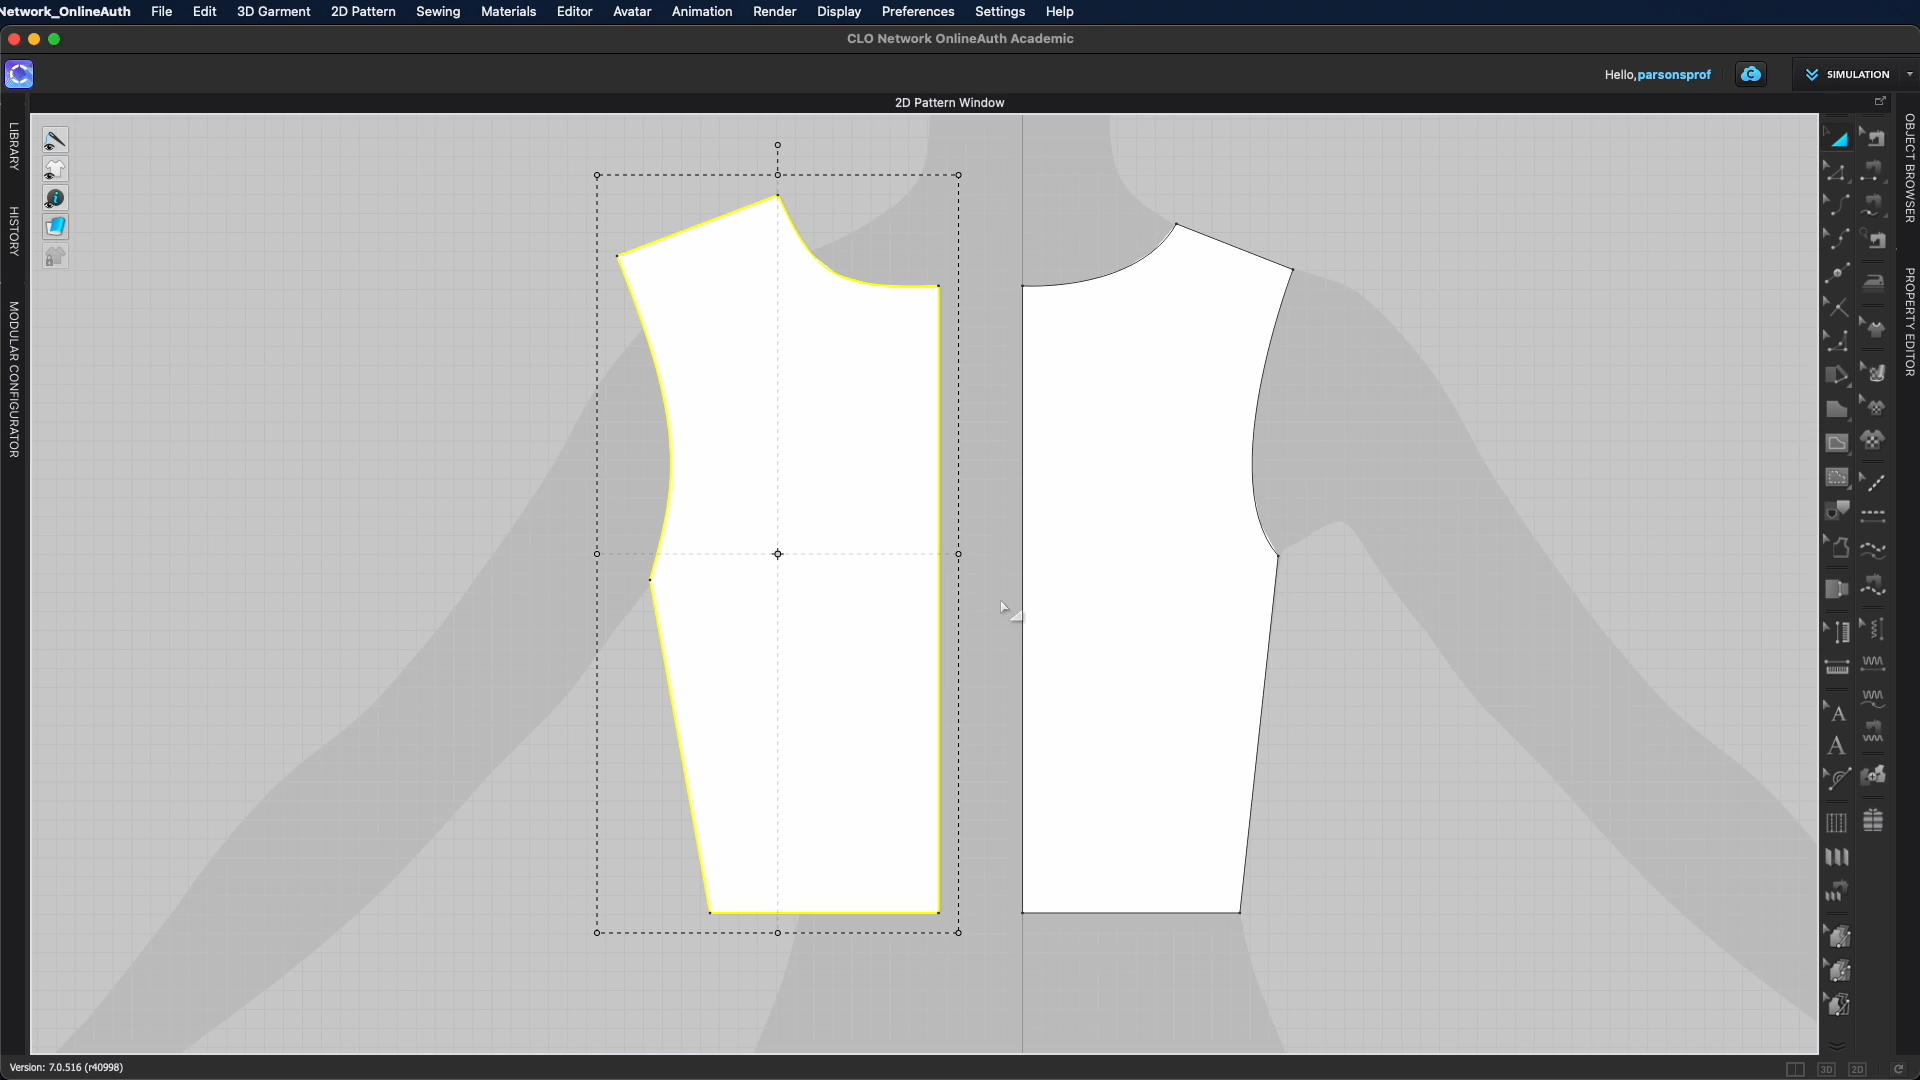 Network_OnlineAuth File Edit 3D Garment 2D Pattern Sewing Materials Editor Avatar Animation Render Display Preferences Settings Help
CLO Network OnlineAuth Academic
Hello,parsonsprof
SIMULATION
2D Pattern Window
LIBRARY
HISTORY
MODULAR CONFIGURATOR
OBJECT BROWSER
PROPERTY EDITOR
A
A
Version: 7.0.516 (r40998)
3D 2D